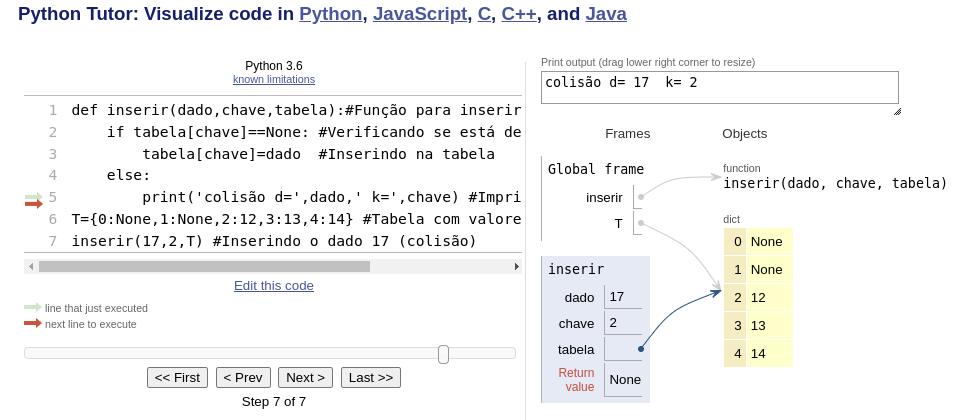 Python Tutor: Visualize code in Python, JavaScript, C, C++, and Java
Python 3.6
known limitations
1 def inserir(dado,chave,tabela):#Função para inserir
2 if tabela[chave]==None: #Verificando se está de
3 tabela[chave]=dado #Inserindo na tabela
4 else:
5 print('colisão d=',dado,' k=',chave) #Impri
6 T={0:None,1:None,2:12,3:13,4:14} #Tabela com valore
7 inserir(17,2,T) #Inserindo o dado 17 (colisão)
Edit this code
line that just executed
next line to execute
<< First < Prev Next > Last >>
Step 7 of 7
Print output (drag lower right corner to resize)
colisão d= 17 k= 2
Frames Objects
Global frame
inserir
T
function
inserir(dado, chave, tabela)
dict
0 None
1 None
2 12
3 13
4 14
inserir
dado 17
chave 2
tabela
Return
value None